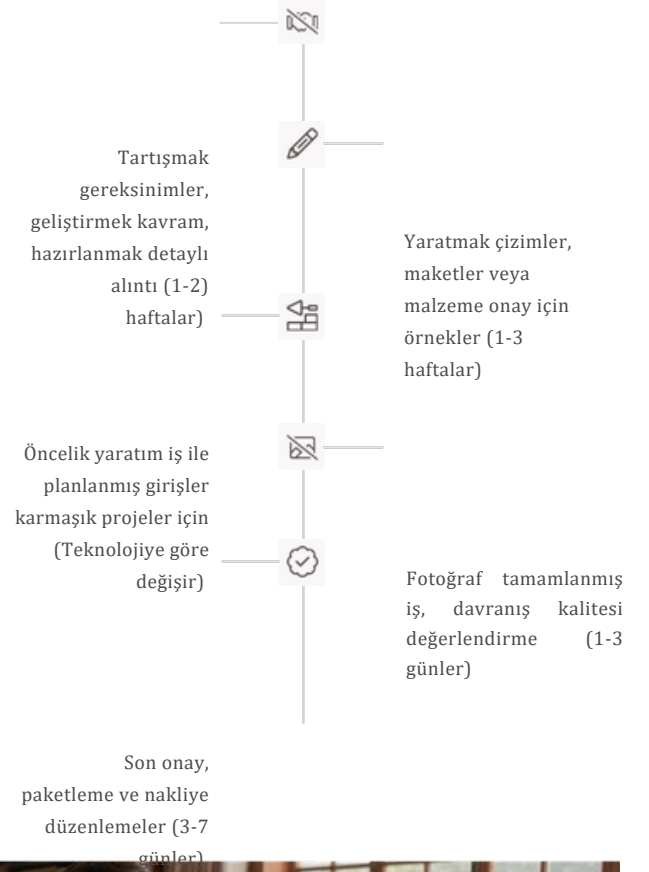 Tartışmak
gereksinimler,
geliştirmek kavram,
hazırlanmak detaylı
alıntı (1-2)
haftalar)
Yaratmak çizimler,
maketler veya
malzeme onay için
örnekler (1-3
haftalar)
Öncelik yaratım iş ile
planlanmış girişler
karmaşık projeler için
(Teknolojiye göre
değişir)
Fotoğraf tamamlanmış
iş, davranış kalitesi
değerlendirme (1-3
günler)
Son onay,
paketleme ve nakliye
düzenlemeler (3-7
günler)